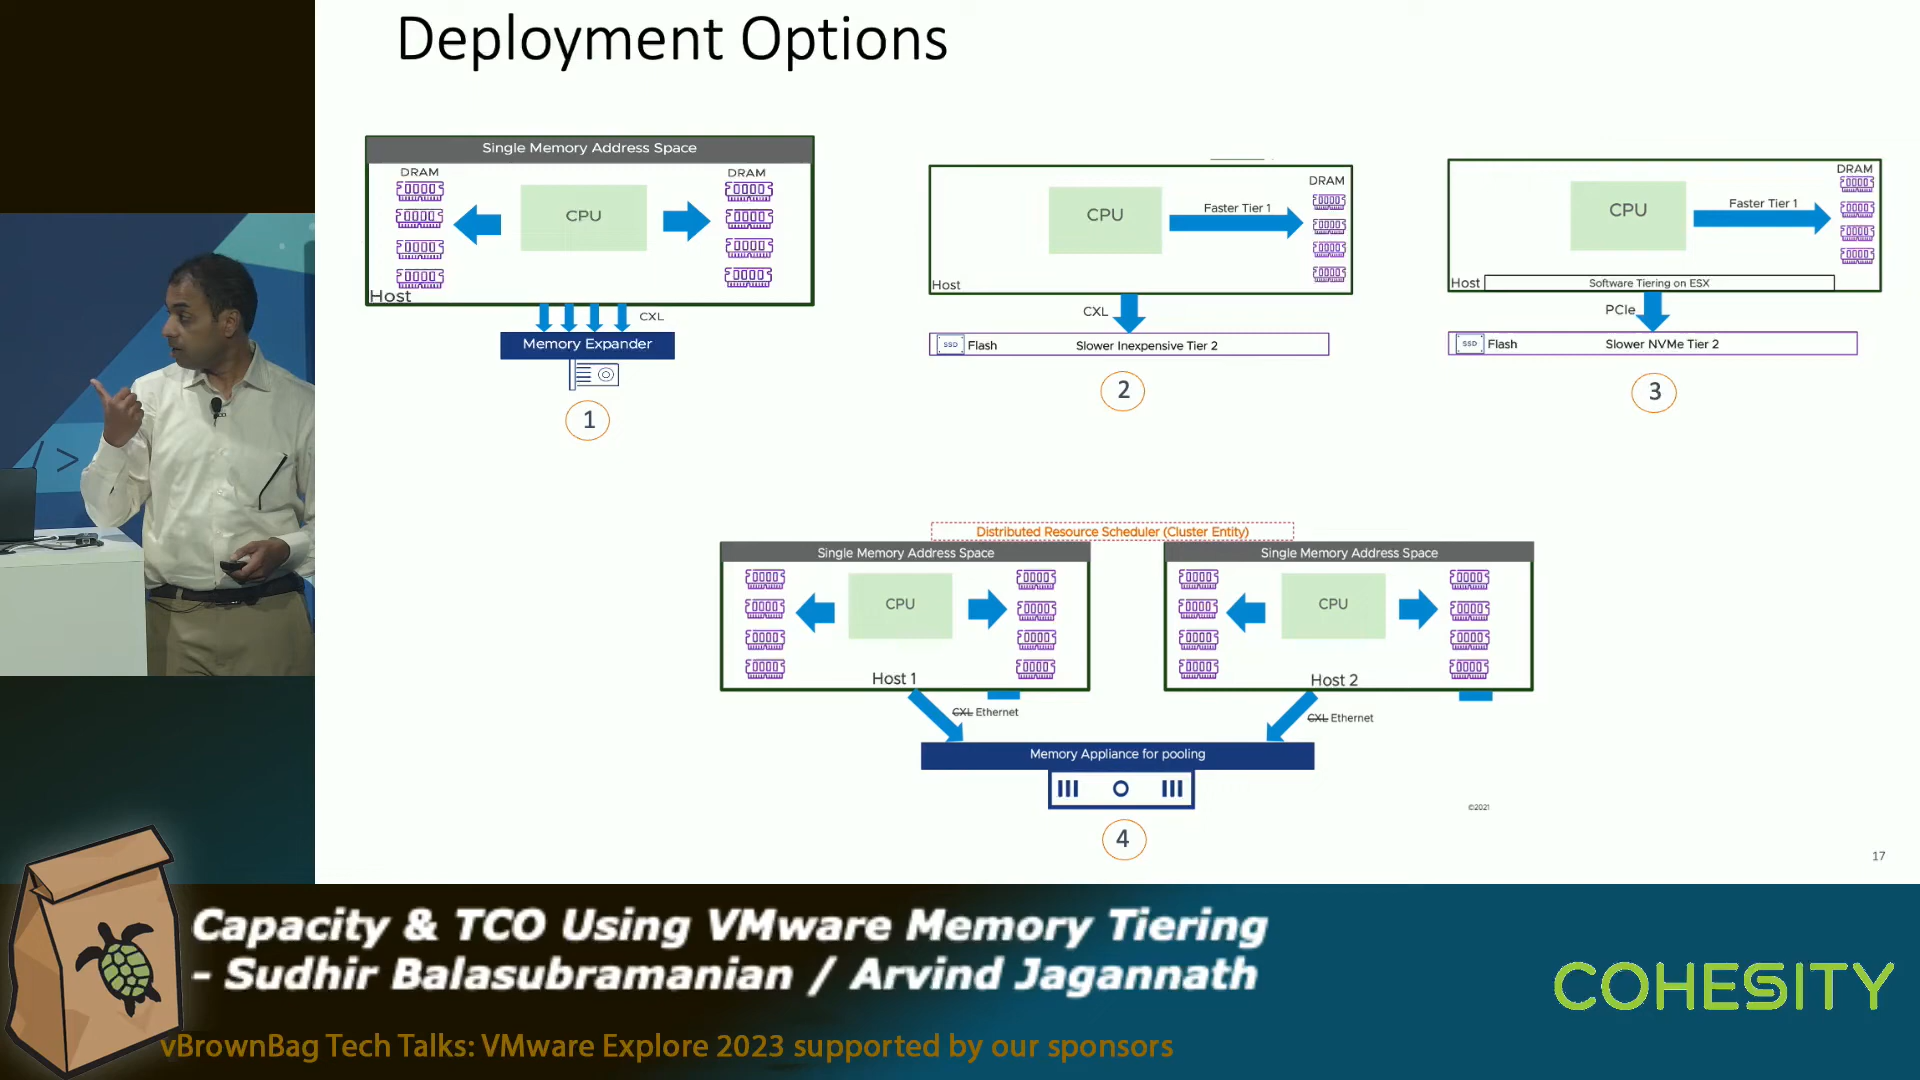 Deployment Options
Single Memory Address Space
DRAM
DRAM
CPU
Host
CXL
Memory Expander
1
DRAM
CPU
Faster Tier 1
Host
CXL
SSD
Flash
Slower Inexpensive Tier 2
2
DRAM
CPU
Faster Tier 1
Host
Software Tiering on ESX
PCIe
SSD
Flash
Slower NVMe Tier 2
3
Distributed Resource Scheduler (Cluster Entity)
Single Memory Address Space
CPU
Host 1
CXL Ethernet
Single Memory Address Space
CPU
Host 2
CXL Ethernet
Memory Appliance for pooling
4
©2021
17
/ >
Capacity & TCO Using VMware Memory Tiering
- Sudhir Balasubramanian / Arvind Jagannath
COHESITY
vBrownBag Tech Talks: VMware Explore 2023 supported by our sponsors